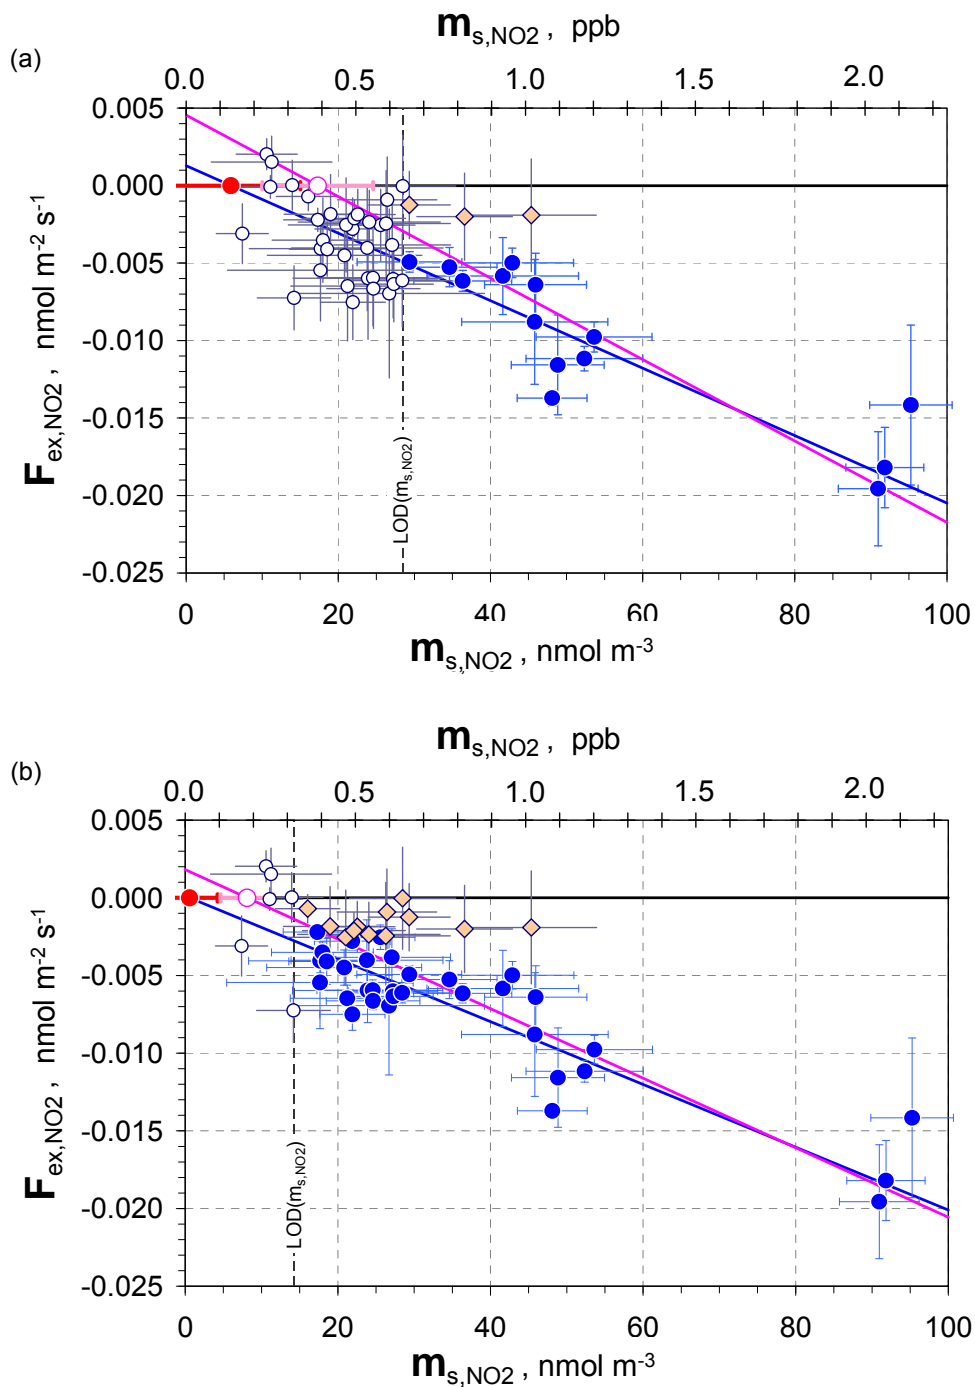 (a)
m s,NO2 , ppb
0.0 0.5 1.0 1.5 2.0
0.005
0.000
-0.005
-0.010
-0.015
-0.020
-0.025
F ex,NO2 , nmol m-2 s-1
LOD(m s,NO2)
0 20 40 60 80 100
m s,NO2 , nmol m-3
(b)
m s,NO2 , ppb
0.0 0.5 1.0 1.5 2.0
0.005
0.000
-0.005
-0.010
-0.015
-0.020
-0.025
F ex,NO2 , nmol m-2 s-1
LOD(m s,NO2)
0 20 40 60 80 100
m s,NO2 , nmol m-3